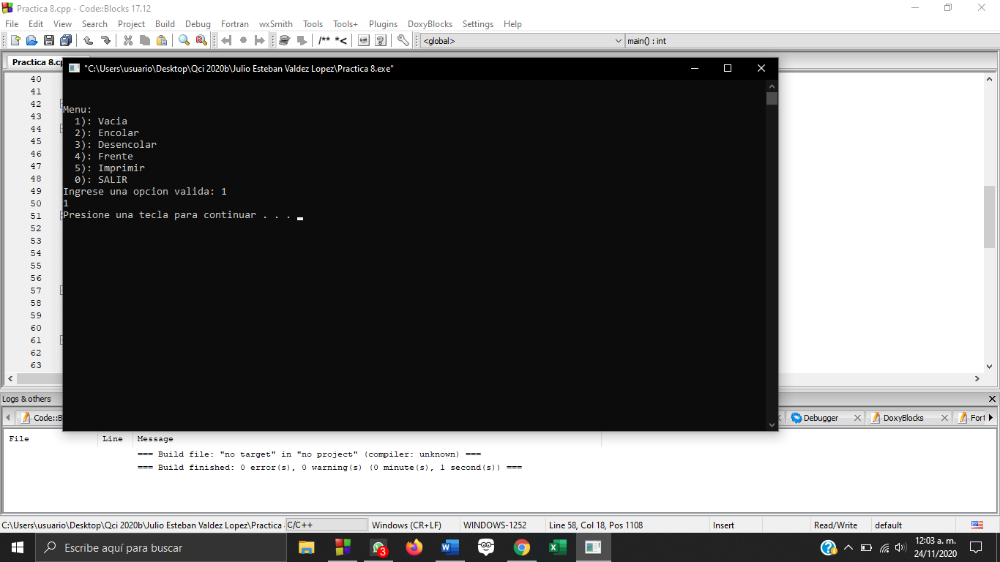 Practica 8.cpp - Code::Blocks 17.12
File Edit View Search Project Build Debug Fortran wxSmith Tools Tools+ Plugins DoxyBlocks Settings Help
/** *< <global> main() : int
Practica 8.cp
"C:\Users\usuario\Desktop\Qci 2020b\Julio Esteban Valdez Lopez\Practica 8.exe"
40
41
42
43
44
45
46
47
48
49
50
51
52
53
54
55
56
57
58
59
60
61
62
63
Menu:
1): Vacia
2): Encolar
3): Desencolar
4): Frente
5): Imprimir
0): SALIR
Ingrese una opcion valida: 1
1
Presione una tecla para continuar . . .
Logs & others
Code::B Debugger DoxyBlocks Fort
File Line Message
=== Build file: "no target" in "no project" (compiler: unknown) ===
=== Build finished: 0 error(s), 0 warning(s) (0 minute(s), 1 second(s)) ===
C:\Users\usuario\Desktop\Qci 2020b\Julio Esteban Valdez Lopez\Practica C/C++ Windows (CR+LF) WINDOWS-1252 Line 58, Col 18, Pos 1108 Insert Read/Write default
Escribe aquí para buscar
3
12:03 a. m.
24/11/2020